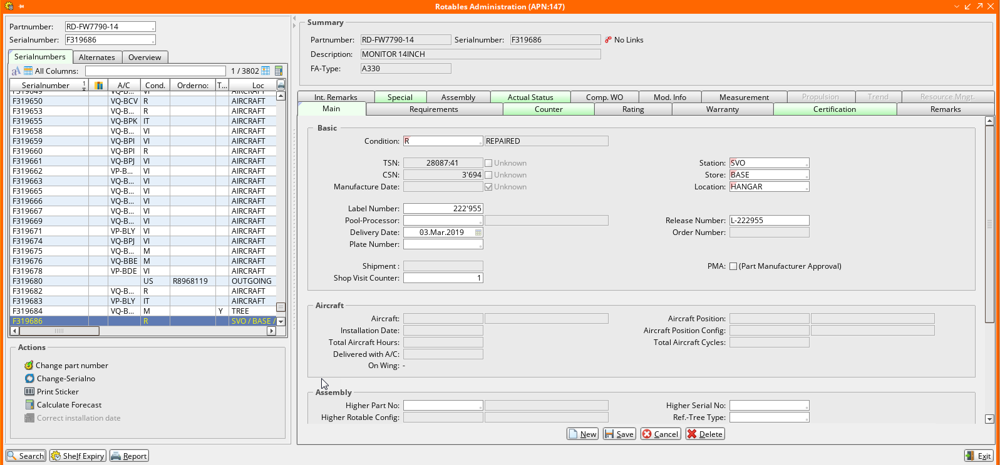 Rotables Administration (APN:147)
Partnumber: RD-FW7790-14
Serialnumber: F319686
Serialnumbers Alternates Overview
All Columns: 1 / 3802
Serialnumber 1 A/C Cond. Orderno: T... Loc
F319649 VQ-B... VI AIRCRAFT
F319650 VQ-BCV R AIRCRAFT
F319653 VQ-B... R AIRCRAFT
F319655 VQ-BPK IT AIRCRAFT
F319658 VQ-B... VI AIRCRAFT
F319659 VQ-BPI VI AIRCRAFT
F319660 VQ-BPI R AIRCRAFT
F319661 VQ-BPJ VI AIRCRAFT
F319662 VP-B... VI AIRCRAFT
F319663 VQ-B... VI AIRCRAFT
F319665 VQ-B... VI AIRCRAFT
F319666 VQ-B... VI AIRCRAFT
F319667 VQ-B... VI AIRCRAFT
F319669 VQ-B... VI AIRCRAFT
F319671 VP-BLY VI AIRCRAFT
F319674 VQ-BPJ VI AIRCRAFT
F319675 VQ-B... M AIRCRAFT
F319676 VQ-BBE M AIRCRAFT
F319678 VP-BDE VI AIRCRAFT
F319680 US R8968119 OUTGOING
F319682 VQ-B... R AIRCRAFT
F319683 VP-BLY IT AIRCRAFT
F319684 VQ-B... M Y TREE
F319686 R SVO / BASE /
Actions
Change part number
Change-Serialno
Print Sticker
Calculate Forecast
Correct installation date
Search Shelf Expiry Report
Summary
Partnumber: RD-FW7790-14 Serialnumber: F319686 No Links
Description: MONITOR 14INCH
FA-Type: A330
Int. Remarks Special Assembly Actual Status Comp. WO Mod. Info Measurement Propulsion Trend Resource Mngt.
Main Requirements Counter Rating Warranty Certification Remarks
Basic
Condition: R REPAIRED
TSN: 28087:41 Unknown Station: SVO
CSN: 3'694 Unknown Store: BASE
Manufacture Date: Unknown Location: HANGAR
Label Number: 222'955
Pool-Processor: Release Number: L-222955
Delivery Date: 03.Mar.2019 Order Number:
Plate Number:
Shipment : PMA: (Part Manufacturer Approval)
Shop Visit Counter: 1
Aircraft
Aircraft: Aircraft Position:
Installation Date: Aircraft Position Config:
Total Aircraft Hours: Total Aircraft Cycles:
Delivered with A/C:
On Wing: -
Assembly
Higher Part No: Higher Serial No:
Higher Rotable Config: Ref.-Tree Type:
New Save Cancel Delete
Exit